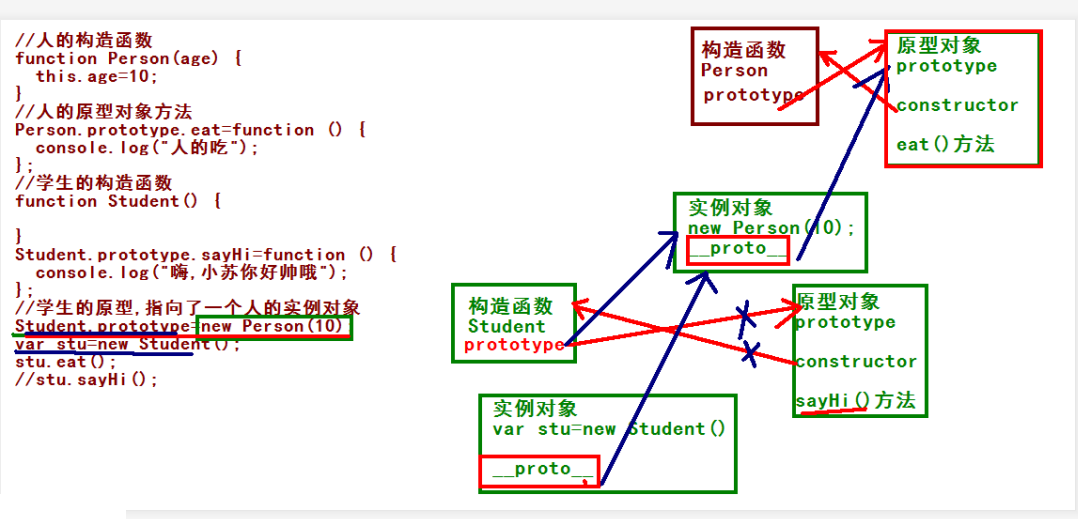 //人的构造函数
function Person(age) {
this.age=10;
}
//人的原型对象方法
Person.prototype.eat=function () {
console.log("人的吃");
};
//学生的构造函数
function Student() {
}
Student.prototype.sayHi=function () {
console.log("嗨,小苏你好帅哦");
};
//学生的原型,指向了一个人的实例对象
Student.prototype=new Person(10)
var stu=new Student();
stu.eat();
//stu.sayHi();
构造函数
Person
prototype
原型对象
prototype
constructor
eat()方法
实例对象
new Person(10);
__proto__
构造函数
Student
prototype
原型对象
prototype
constructor
sayHi()方法
实例对象
var stu=new Student()
__proto__